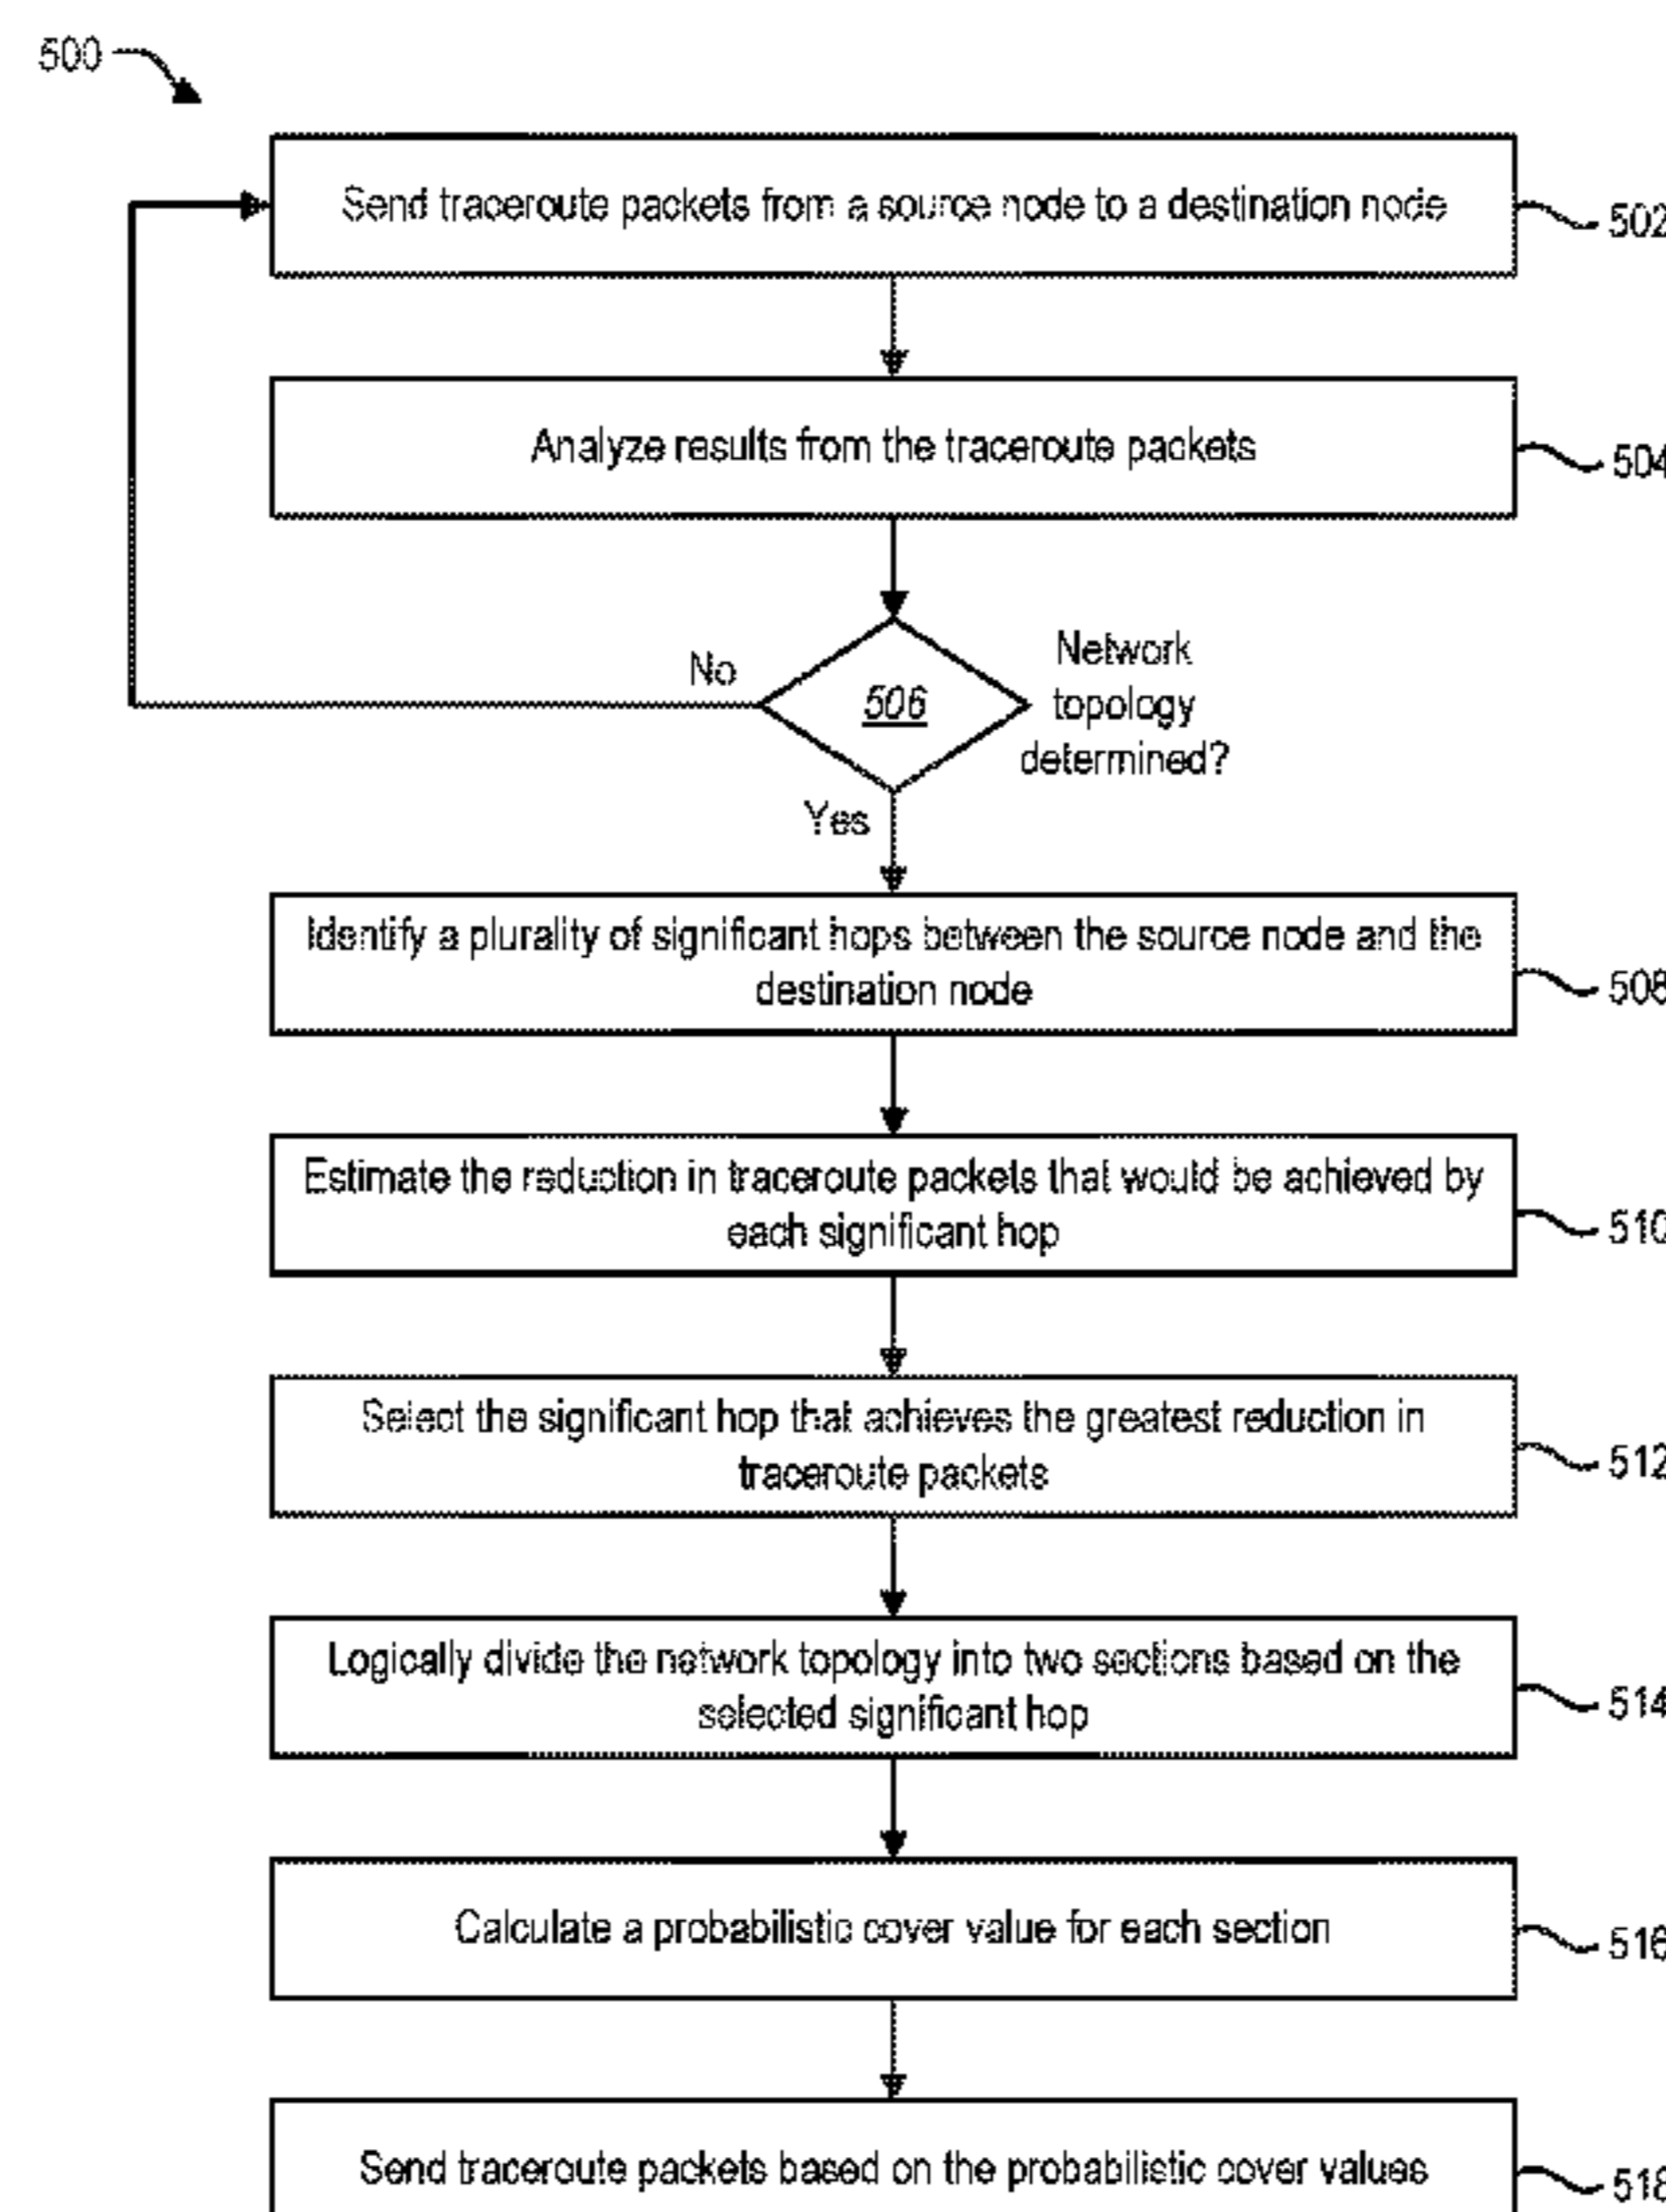 500
Send traceroute packets from a source node to a destination node
502
Analyze results from the traceroute packets
504
No
506
Network
topology
determined?
Yes
Identify a plurality of significant hops between the source node and the
destination node
508
Estimate the reduction in traceroute packets that would be achieved by
each significant hop
510
Select the significant hop that achieves the greatest reduction in
traceroute packets
512
Logically divide the network topology into two sections based on the
selected significant hop
514
Calculate a probabilistic cover value for each section
516
Send traceroute packets based on the probabilistic cover values
518